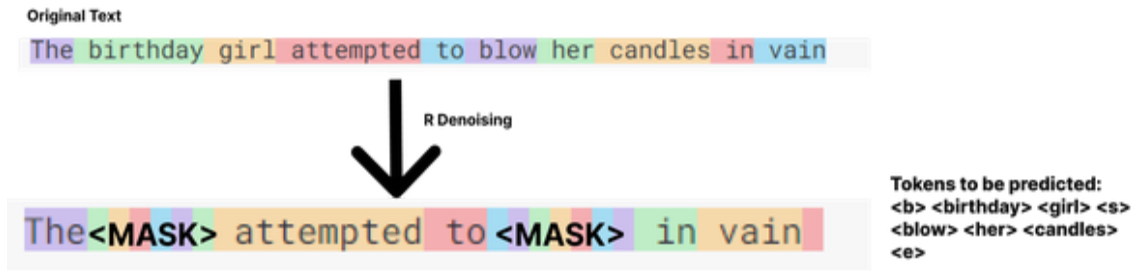 Original Text
The birthday girl attempted to blow her candles in vain
R Denoising
The<MASK> attempted to <MASK> in vain
Tokens to be predicted:
<b> <birthday> <girl> <s>
<blow> <her> <candles>
<e>